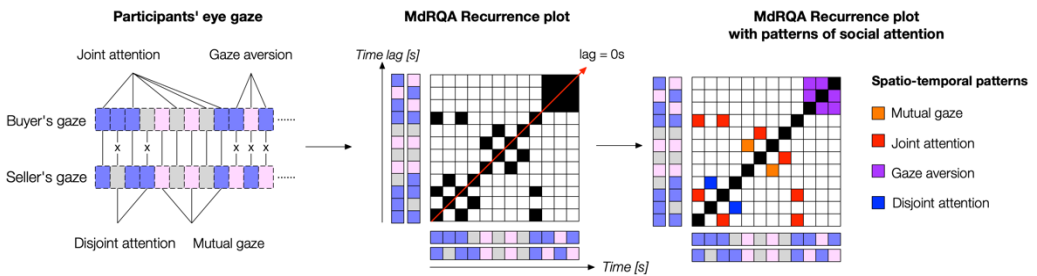 Participants' eye gaze
Joint attention
Gaze aversion
Buyer's gaze
x x x x x
Seller's gaze
Disjoint attention
Mutual gaze
MdRQA Recurrence plot
Time lag [s]
lag = 0s
Time [s]
MdRQA Recurrence plot
with patterns of social attention
Spatio-temporal patterns
Mutual gaze
Joint attention
Gaze aversion
Disjoint attention